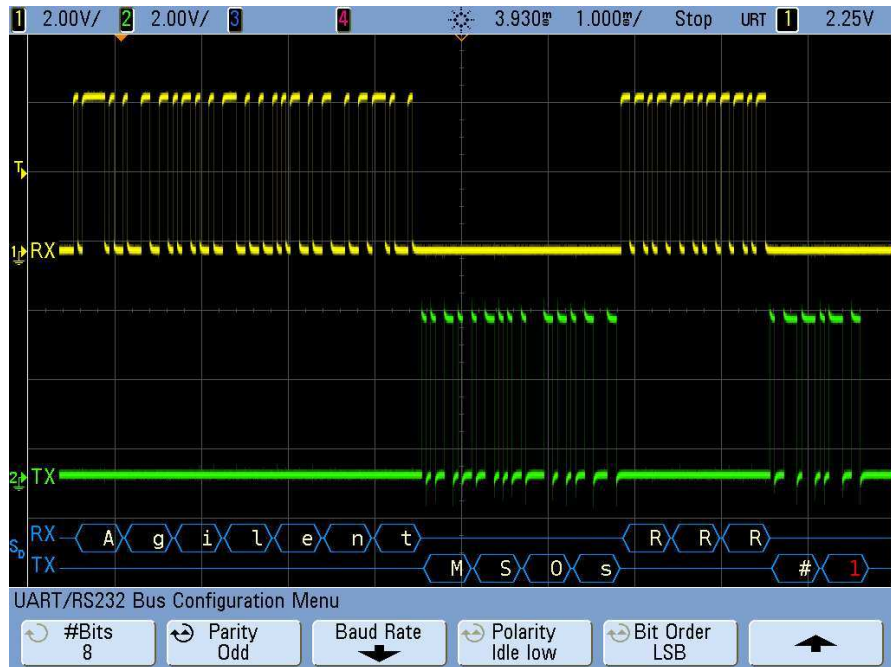 1 2.00V/ 2 2.00V/ 3 4 3.930ms 1.000ms/ Stop URT 1 2.25V
T
1 RX
2 TX
SD RX A g i l e n t R R R
TX M S O s # 1
UART/RS232 Bus Configuration Menu
#Bits Parity Baud Rate Polarity Bit Order
8 Odd Idle low LSB